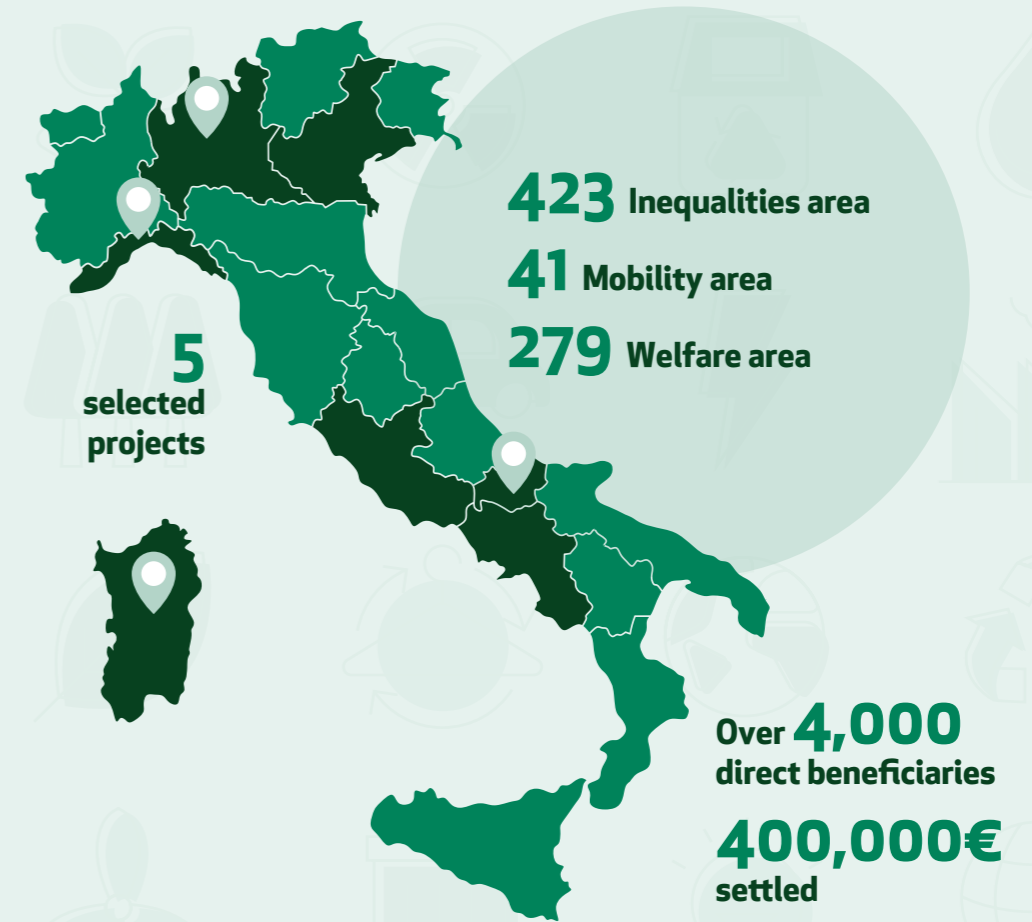 423 Inequalities area
41 Mobility area
279 Welfare area
5
selected
projects
Over 4,000
direct beneficiaries
400,000€
settled